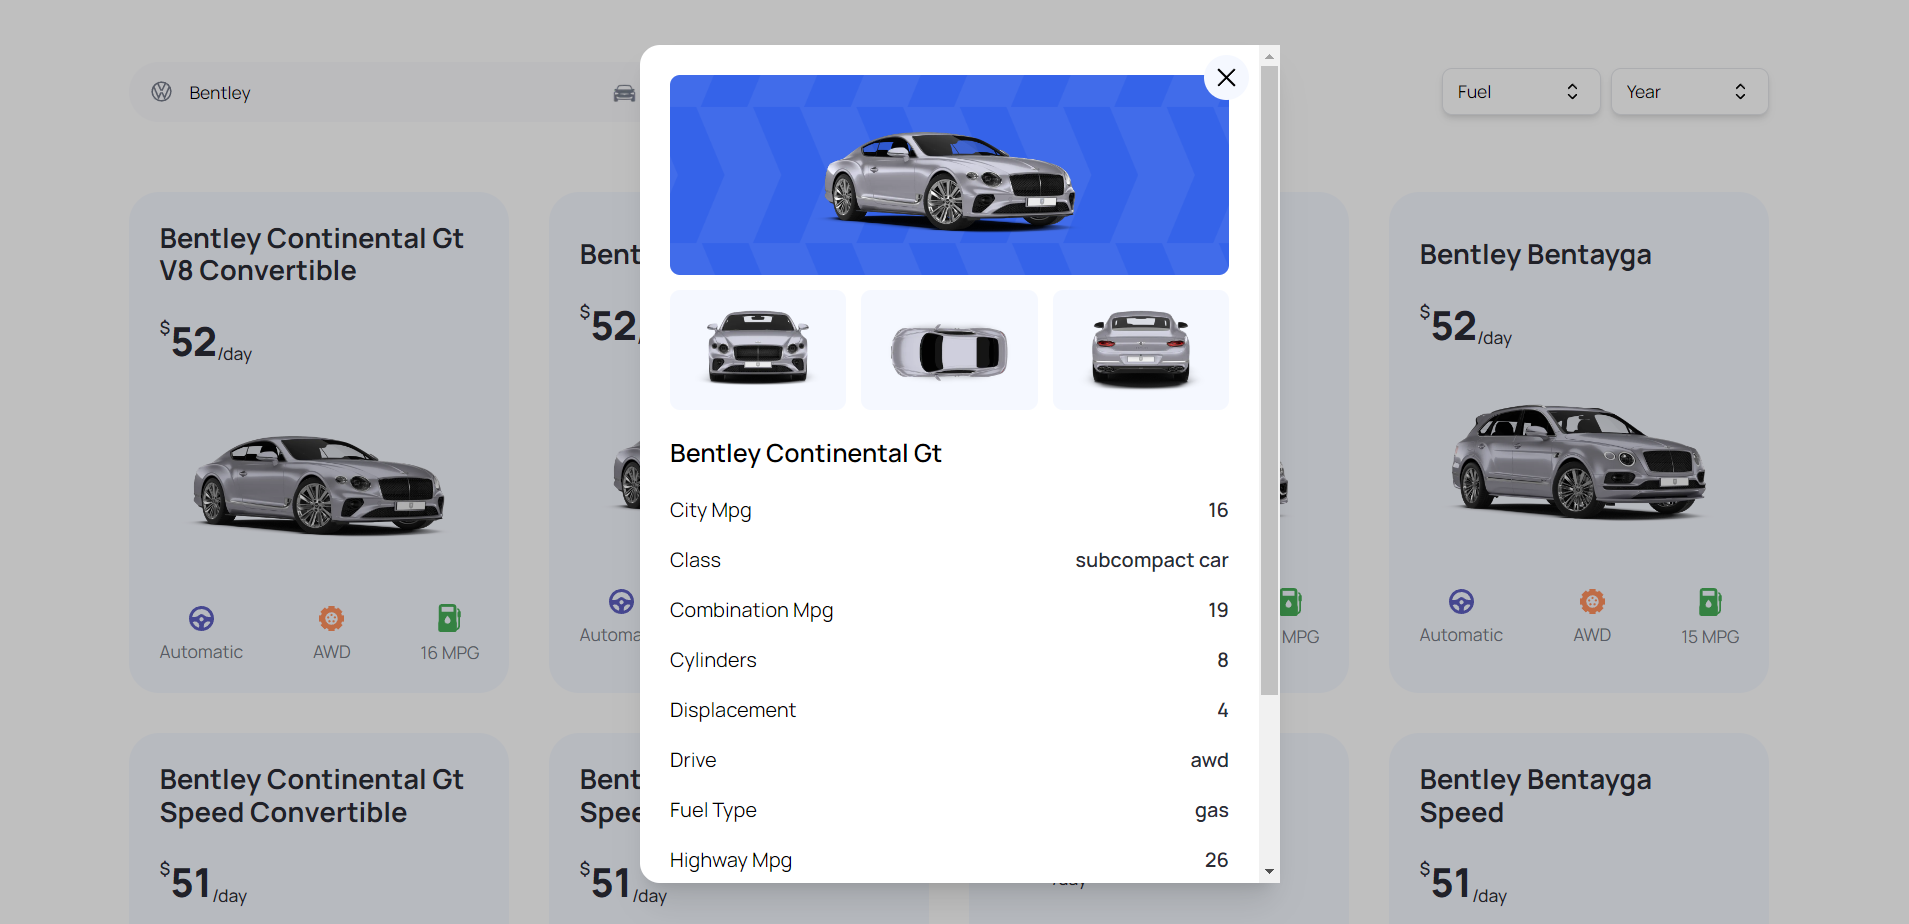 Bentley
Fuel
Year
Bentley Continental Gt
V8 Convertible
$52/day
Automatic
AWD
16 MPG
Bent
$52/
Automa
MPG
Bentley Bentayga
$52/day
Automatic
AWD
15 MPG
Bentley Continental Gt
City Mpg 16
Class subcompact car
Combination Mpg 19
Cylinders 8
Displacement 4
Drive awd
Fuel Type gas
Highway Mpg 26
Bentley Continental Gt
Speed Convertible
$51/day
Bent
Spee
$51/day
/day
Bentley Bentayga
Speed
$51/day